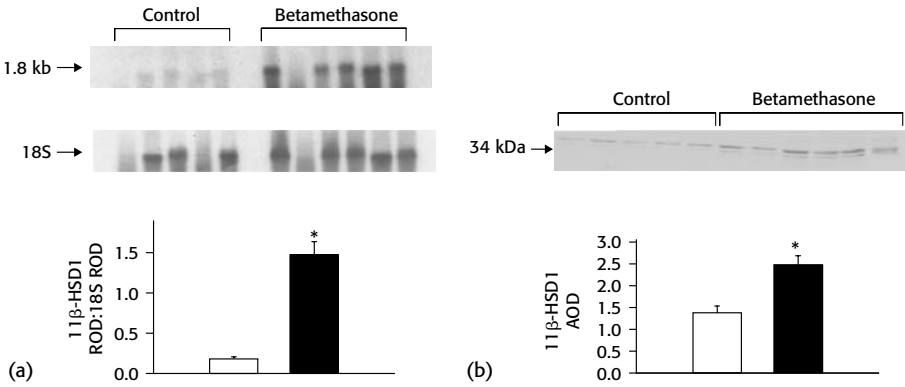 Control
Betamethasone
1.8 kb
18S
11β-HSD1
ROD:18S ROD
1.5
1.0
0.5
0.0
*
(a)
Control
Betamethasone
34 kDa
11β-HSD1
AOD
3.0
2.5
2.0
1.5
1.0
0.5
0.0
*
(b)